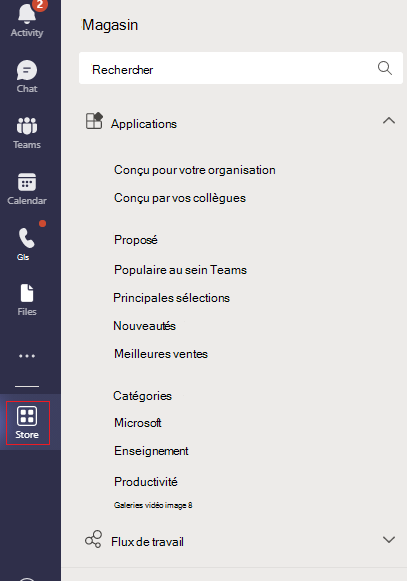 2
Activity
Chat
Teams
Calendar
Gls
Files
Store
Magasin
Rechercher
Applications
Conçu pour votre organisation
Conçu par vos collègues
Proposé
Populaire au sein Teams
Principales sélections
Nouveautés
Meilleures ventes
Catégories
Microsoft
Enseignement
Productivité
Galeries vidéo image 8
Flux de travail